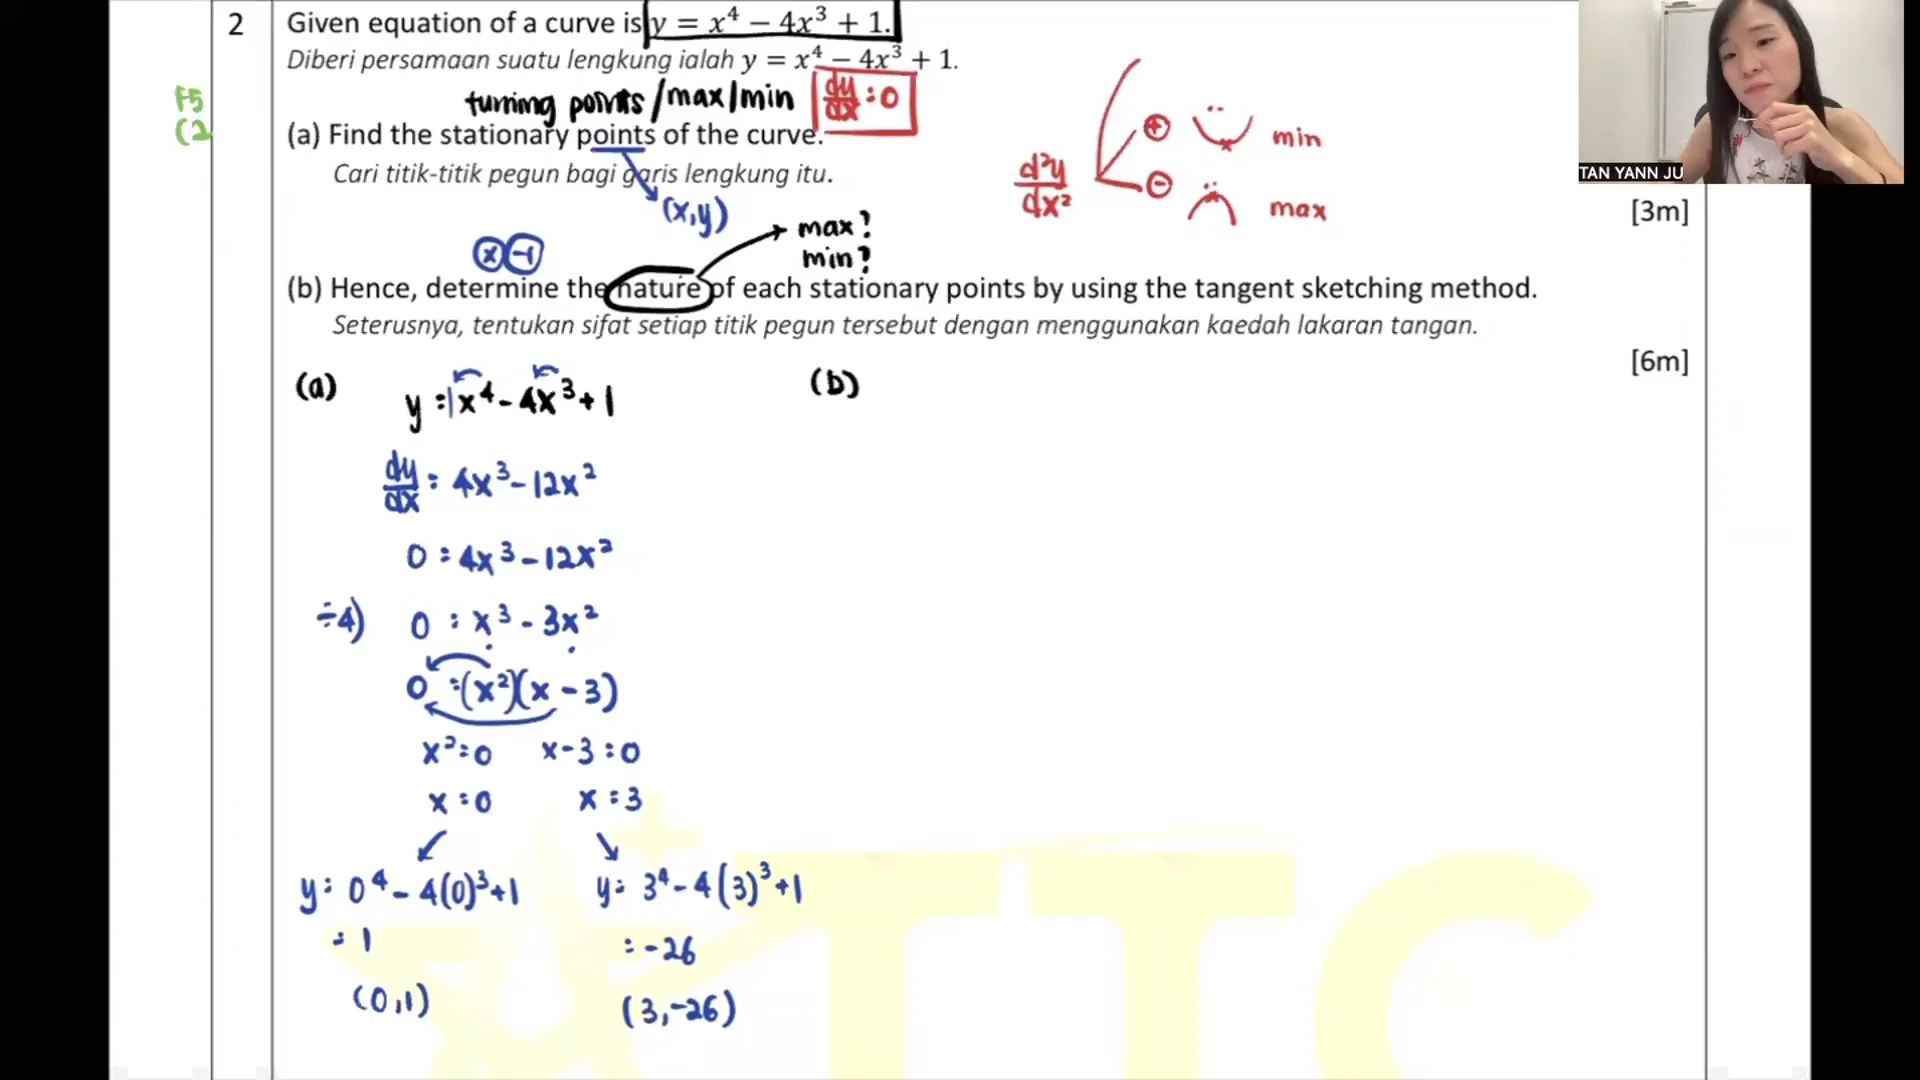 2 Given equation of a curve is y = x⁴ − 4x³ + 1.
Diberi persamaan suatu lengkung ialah y = x⁴ − 4x³ + 1.
F5
C2
turning points/max/min dy/dx = 0
(a) Find the stationary points of the curve.
Cari titik-titik pegun bagi garis lengkung itu.
(x,y)
[3m]
d²y/dx²
+ min
− max
max?
min?
x -1
(b) Hence, determine the nature of each stationary points by using the tangent sketching method.
Seterusnya, tentukan sifat setiap titik pegun tersebut dengan menggunakan kaedah lakaran tangan.
[6m]
(a) y = 1x⁴ - 4x³ + 1
dy/dx = 4x³ - 12x²
0 = 4x³ - 12x²
÷4) 0 = x³ - 3x²
0 = (x²)(x - 3)
x² = 0 x - 3 = 0
x = 0 x = 3
y = 0⁴ - 4(0)³ + 1 y = 3⁴ - 4(3)³ + 1
= 1 = -26
(0,1) (3,-26)
(b)
TAN YANN JU
TTC